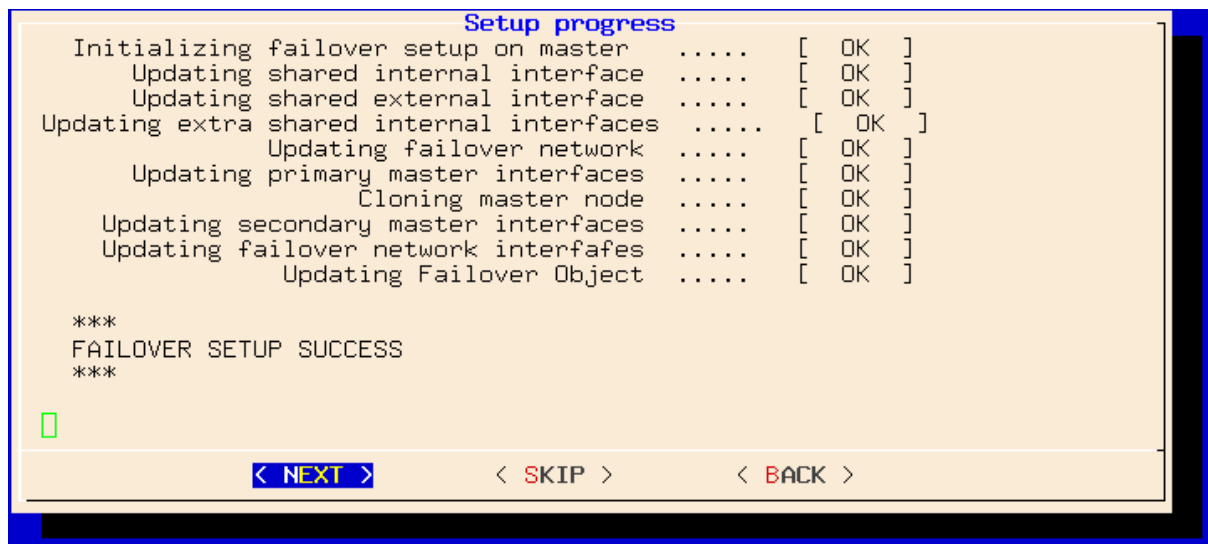 Setup progress
Initializing failover setup on master ..... [ OK ]
Updating shared internal interface ..... [ OK ]
Updating shared external interface ..... [ OK ]
Updating extra shared internal interfaces ..... [ OK ]
Updating failover network ..... [ OK ]
Updating primary master interfaces ..... [ OK ]
Cloning master node ..... [ OK ]
Updating secondary master interfaces ..... [ OK ]
Updating failover network interfafes ..... [ OK ]
Updating Failover Object ..... [ OK ]
***
FAILOVER SETUP SUCCESS
***
< NEXT > < SKIP > < BACK >